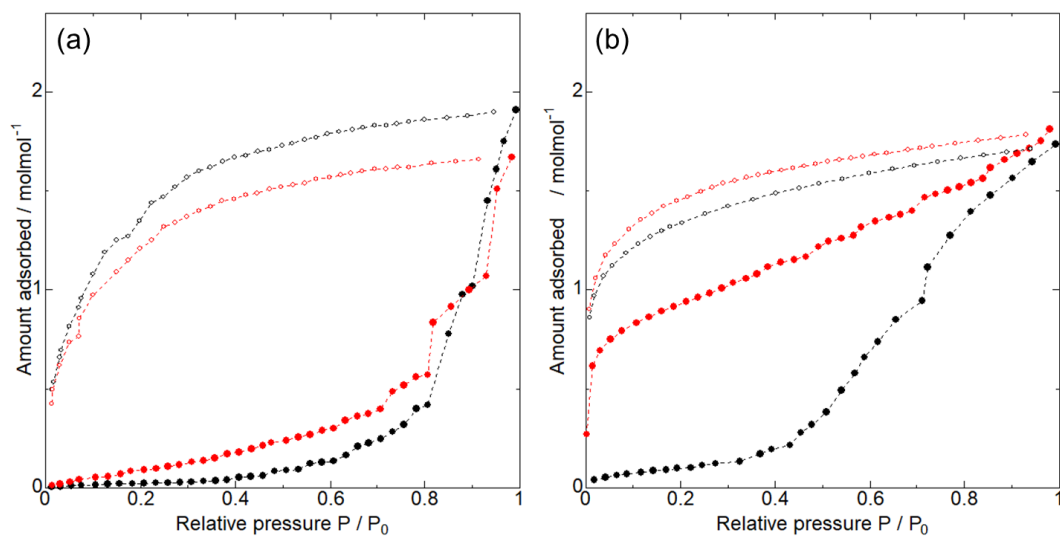 (a)
Amount adsorbed / molmol⁻¹
2
1
0
0.2 0.4 0.6 0.8 1
Relative pressure P / P₀
(b)
Amount adsorbed / molmol⁻¹
2
1
0
0 0.2 0.4 0.6 0.8 1
Relative pressure P / P₀